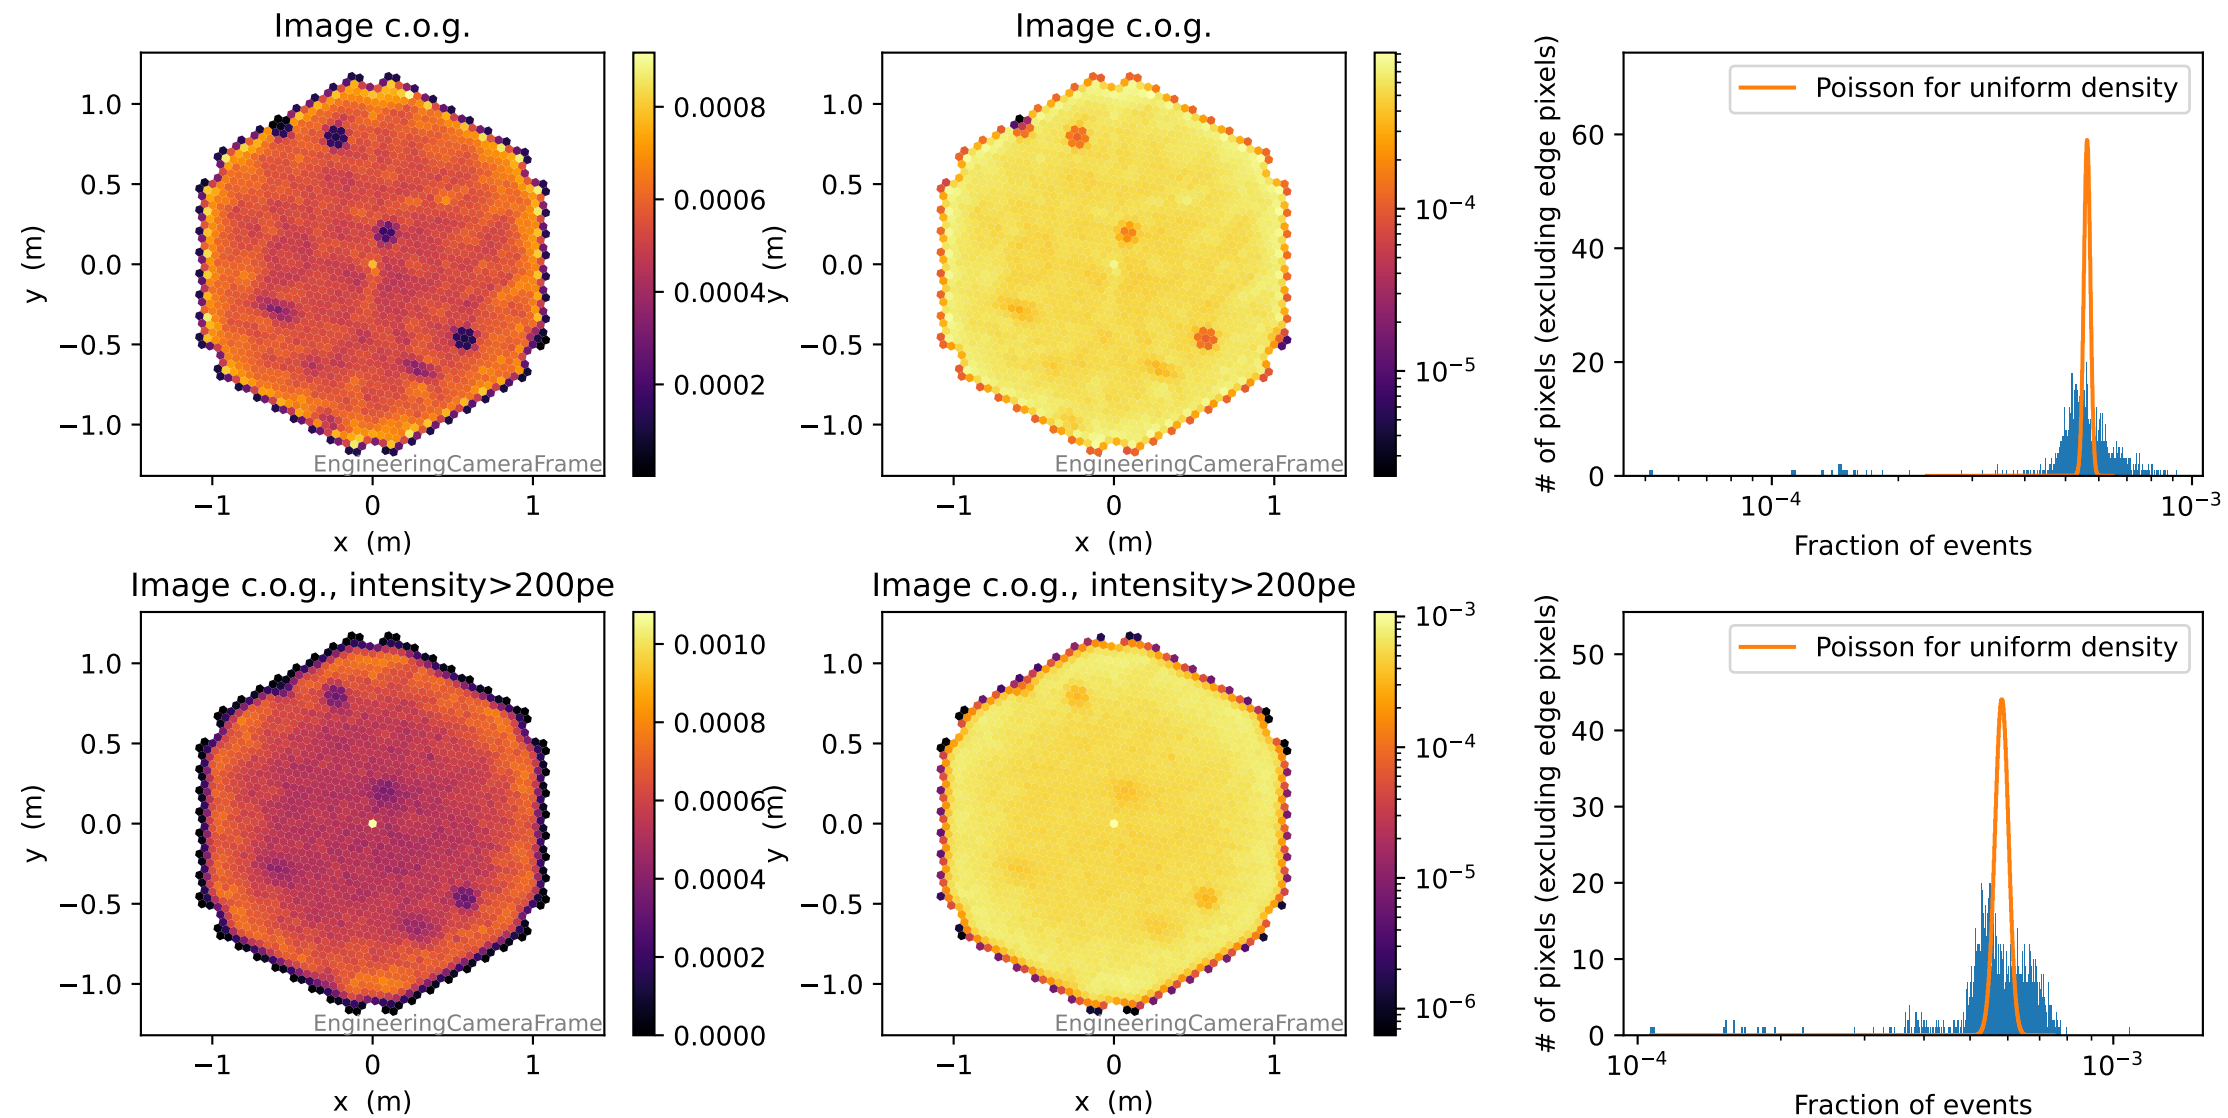 Image c.o.g.
1.0
0.5
0.0
−0.5
−1.0
y (m)
−1
0
1
x (m)
EngineeringCameraFrame
0.0008
0.0006
0.0004
0.0002
Image c.o.g.
1.0
0.5
0.0
−0.5
−1.0
y (m)
−1
0
1
x (m)
EngineeringCameraFrame
10−4
10−5
# of pixels (excluding edge pixels)
60
40
20
0
Poisson for uniform density
10−4
10−3
Fraction of events
Image c.o.g., intensity>200pe
1.0
0.5
0.0
−0.5
−1.0
y (m)
−1
0
1
x (m)
EngineeringCameraFrame
0.0010
0.0008
0.0006
0.0004
0.0002
0.0000
Image c.o.g., intensity>200pe
1.0
0.5
0.0
−0.5
−1.0
y (m)
−1
0
1
x (m)
EngineeringCameraFrame
10−3
10−4
10−5
10−6
# of pixels (excluding edge pixels)
50
40
30
20
10
0
Poisson for uniform density
10−4
10−3
Fraction of events